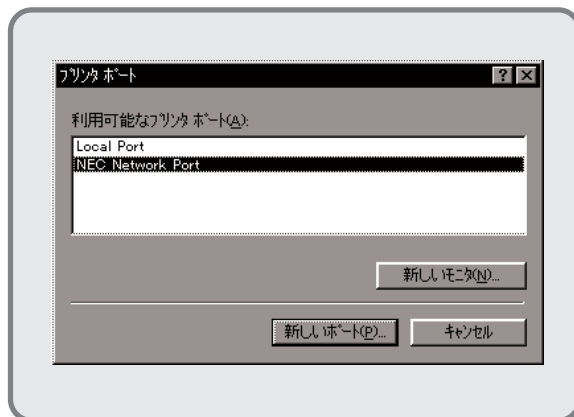 プリンタ ポート
利用可能なプリンタ ポート(A):
Local Port
NEC Network Port
新しいモニタ(N)...
新しいポート(P)...
キャンセル